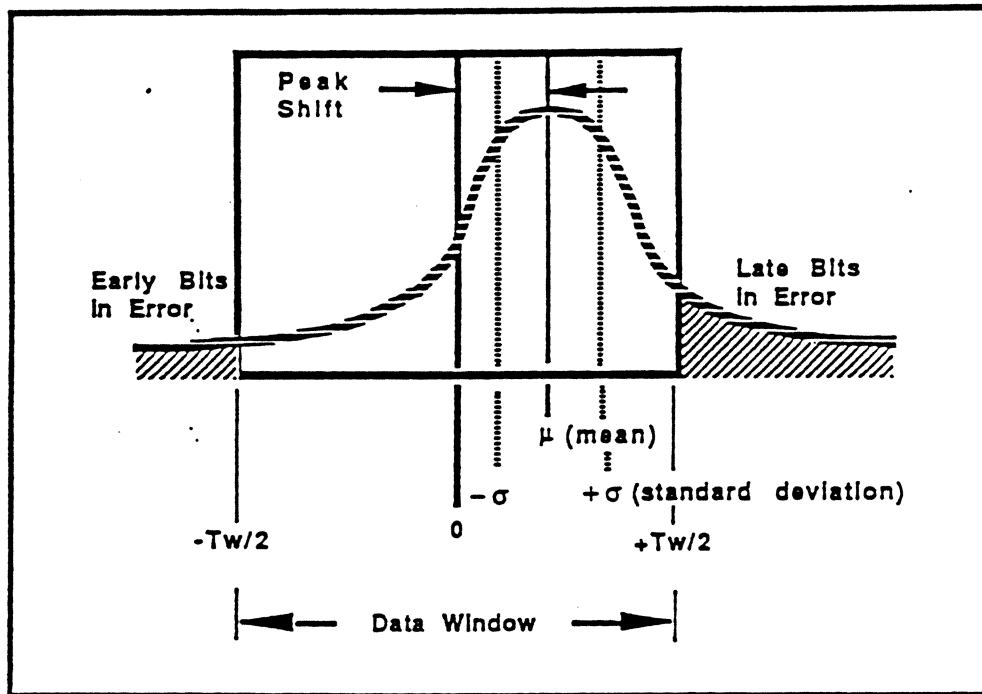 Peak
Shift
Early Bits
in Error
Late Bits
in Error
μ (mean)
-σ
+σ (standard deviation)
0
-Tw/2
+Tw/2
Data Window